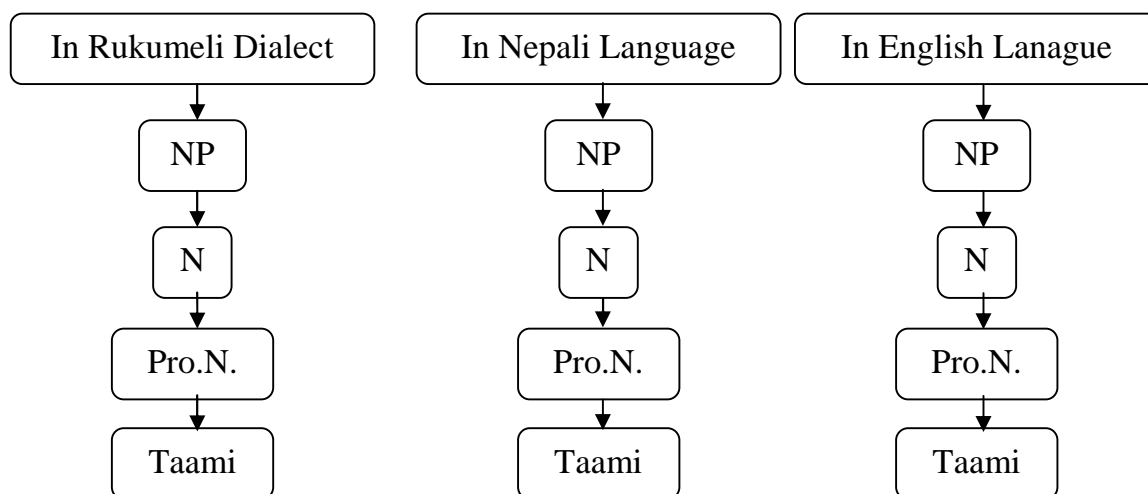 In Rukumeli Dialect
NP
N
Pro.N.
Taami
In Nepali Language
NP
N
Pro.N.
Taami
In English Lanague
NP
N
Pro.N.
Taami